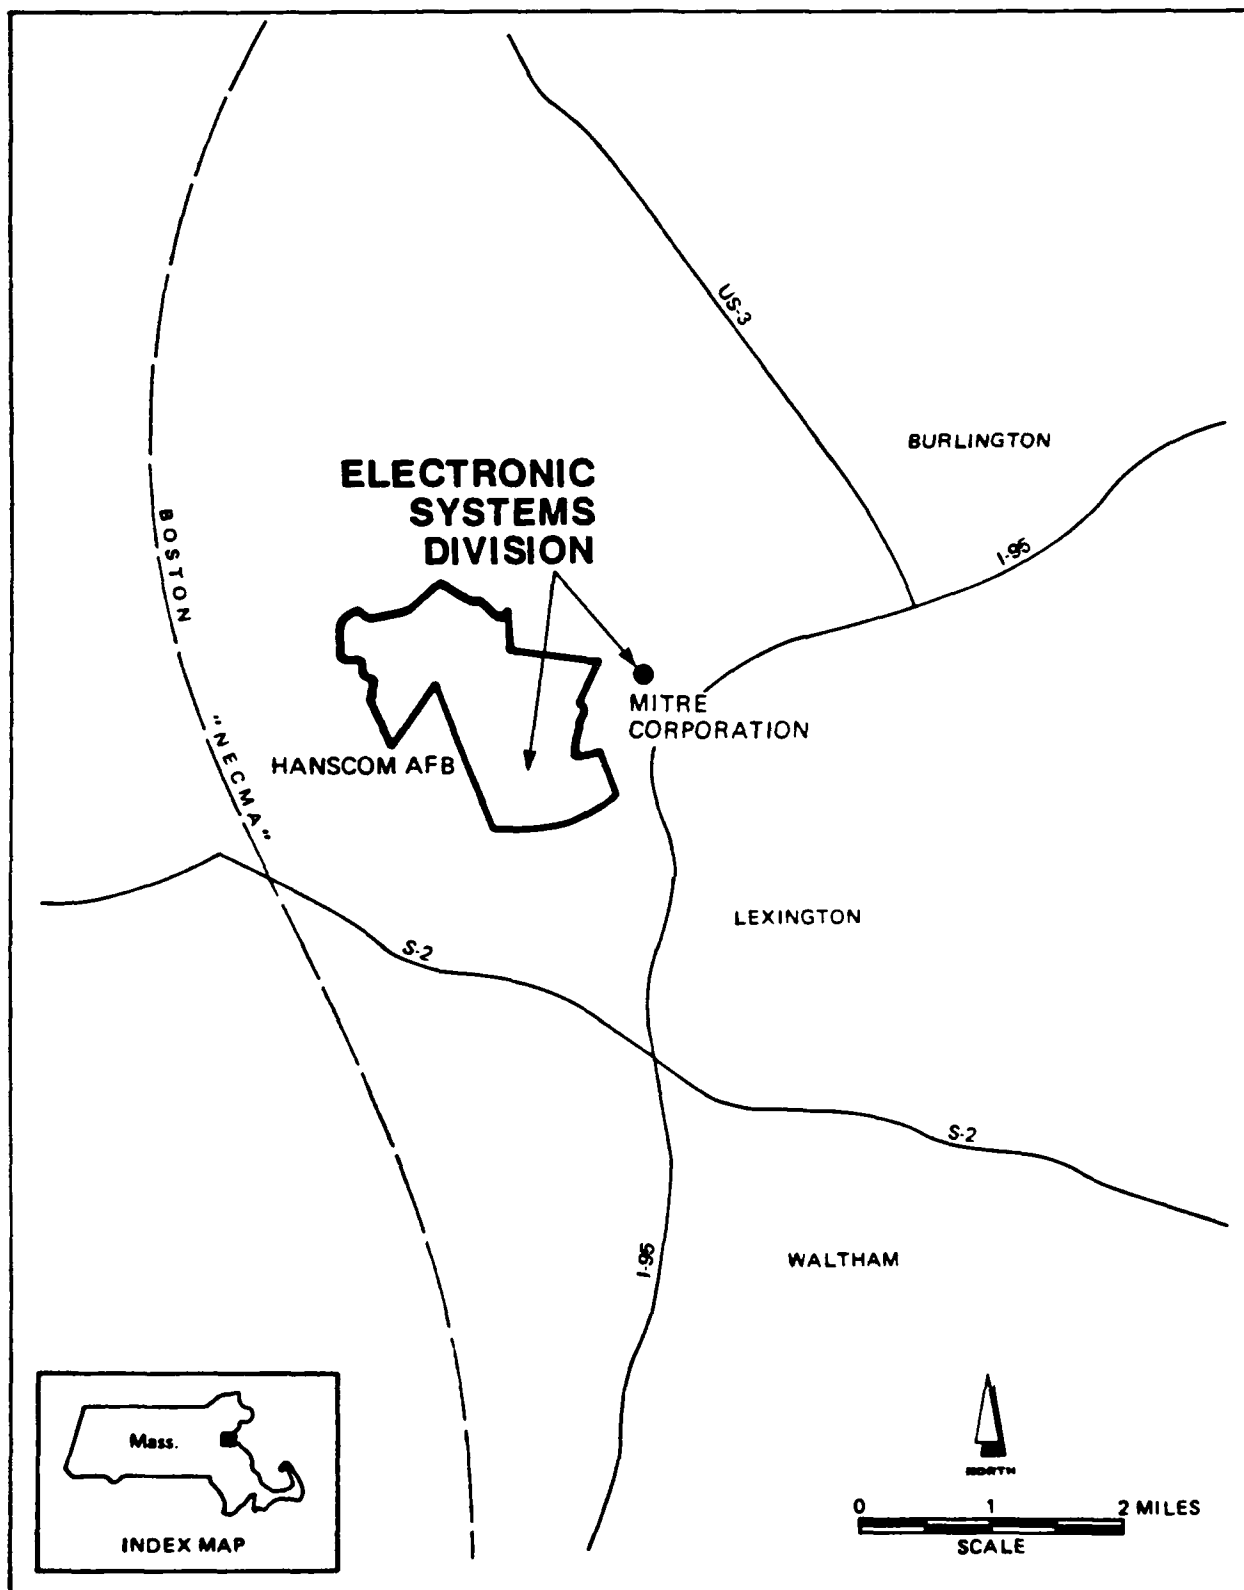 US-3
BURLINGTON
ELECTRONIC
SYSTEMS
DIVISION
BOSTON
I-95
MITRE
CORPORATION
"NECMA"
HANSCOM AFB
LEXINGTON
S-2
S-2
I-95
WALTHAM
Mass.
INDEX MAP
NORTH
0 1 2 MILES
SCALE